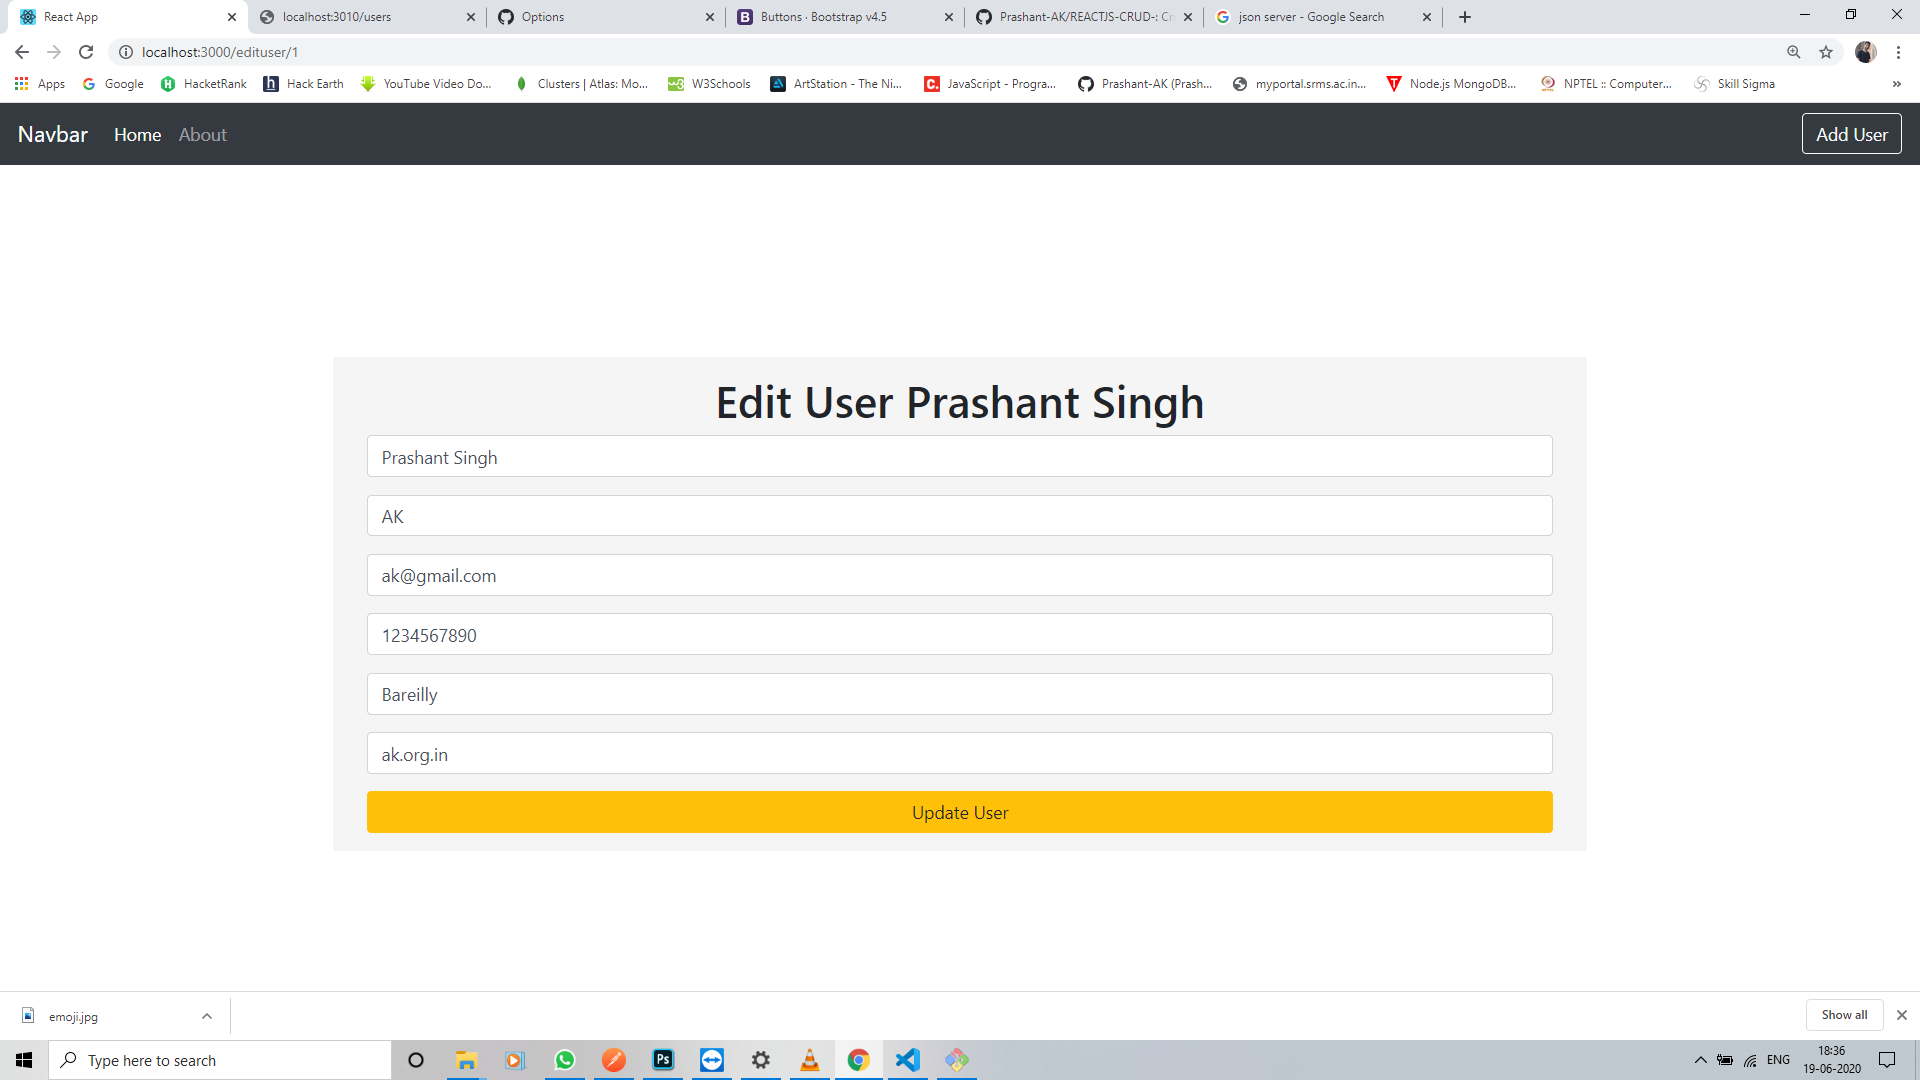 React App
localhost:3010/users
Options
Buttons · Bootstrap v4.5
Prashant-AK/REACTJS-CRUD-: Cr
json server - Google Search
localhost:3000/edituser/1
Apps
Google
HacketRank
Hack Earth
YouTube Video Do...
Clusters | Atlas: Mo...
W3Schools
ArtStation - The Ni...
JavaScript - Progra...
Prashant-AK (Prash...
myportal.srms.ac.in...
Node.js MongoDB...
NPTEL :: Computer...
Skill Sigma
»
Navbar
Home
About
Add User
Edit User Prashant Singh
Prashant Singh
AK
ak@gmail.com
1234567890
Bareilly
ak.org.in
Update User
emoji.jpg
Show all
Type here to search
Ps
ENG
18:36
19-06-2020